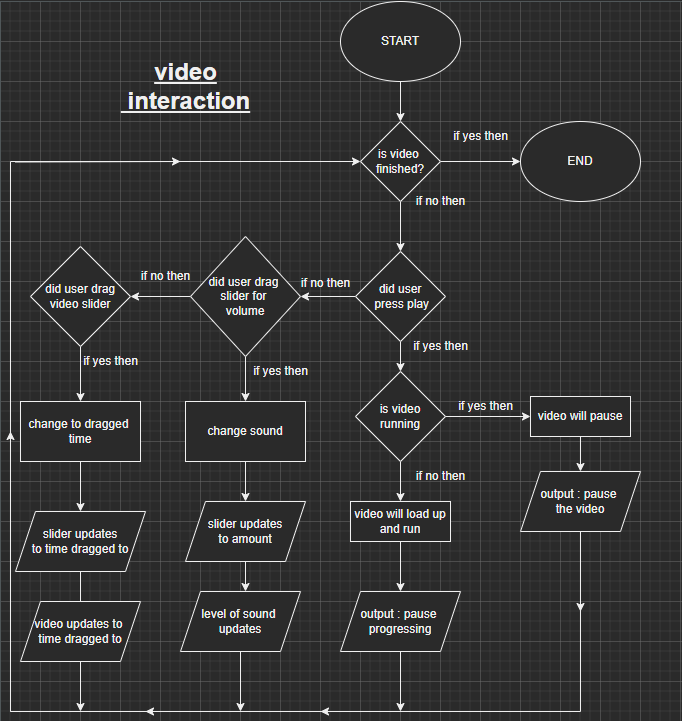 START
video
interaction
is video
finished?
if yes then
END
if no then
did user drag
video slider
if no then
did user drag
slider for
volume
if no then
did user
press play
if yes then
if yes then
if yes then
change to dragged
time
change sound
is video
running
if yes then
video will pause
if no then
slider updates
to time dragged to
slider updates
to amount
video will load up
and run
output : pause
the video
video updates to
time dragged to
level of sound
updates
output : pause
progressing